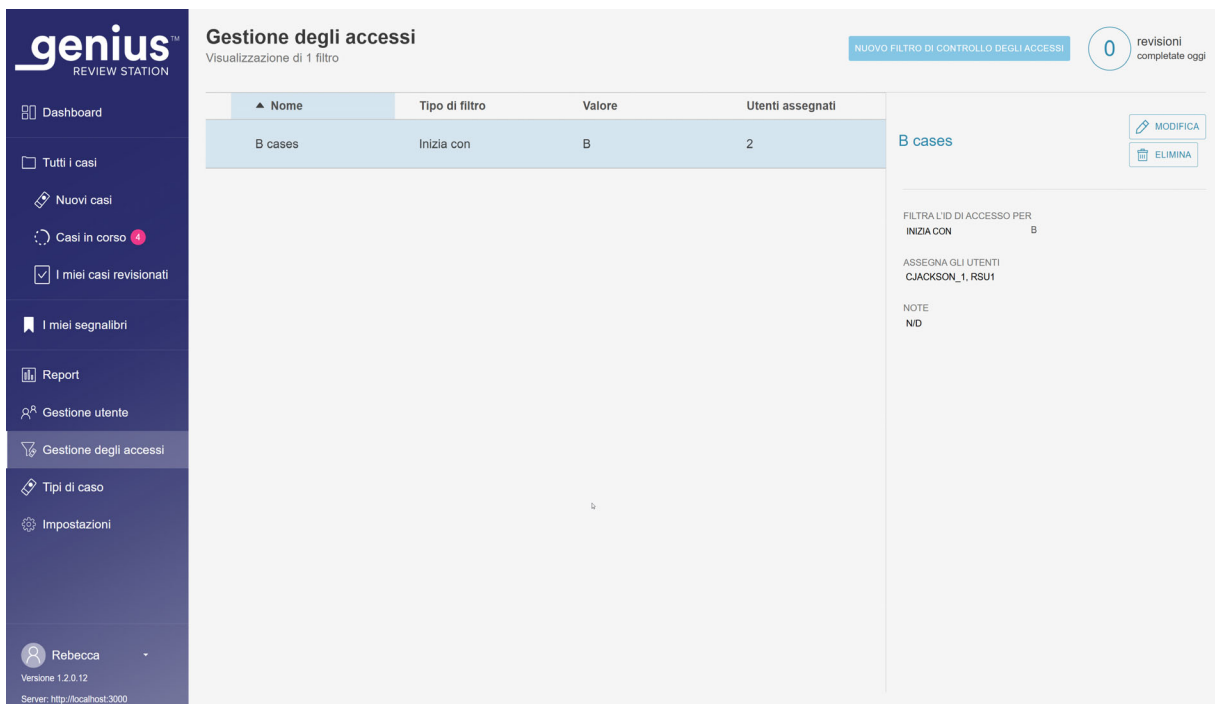 genius™
REVIEW STATION
Dashboard
Tutti i casi
Nuovi casi
Casi in corso 4
I miei casi revisionati
I miei segnalibri
Report
Gestione utente
Gestione degli accessi
Tipi di caso
Impostazioni
Rebecca
Versione 1.2.0.12
Server: http://localhost:3000
Gestione degli accessi
Visualizzazione di 1 filtro
NUOVO FILTRO DI CONTROLLO DEGLI ACCESSI
0 revisioni
completate oggi
Nome Tipo di filtro Valore Utenti assegnati
B cases Inizia con B 2
B cases
MODIFICA
ELIMINA
FILTRA L'ID DI ACCESSO PER
INIZIA CON B
ASSEGNA GLI UTENTI
CJACKSON_1, RSU1
NOTE
N/D